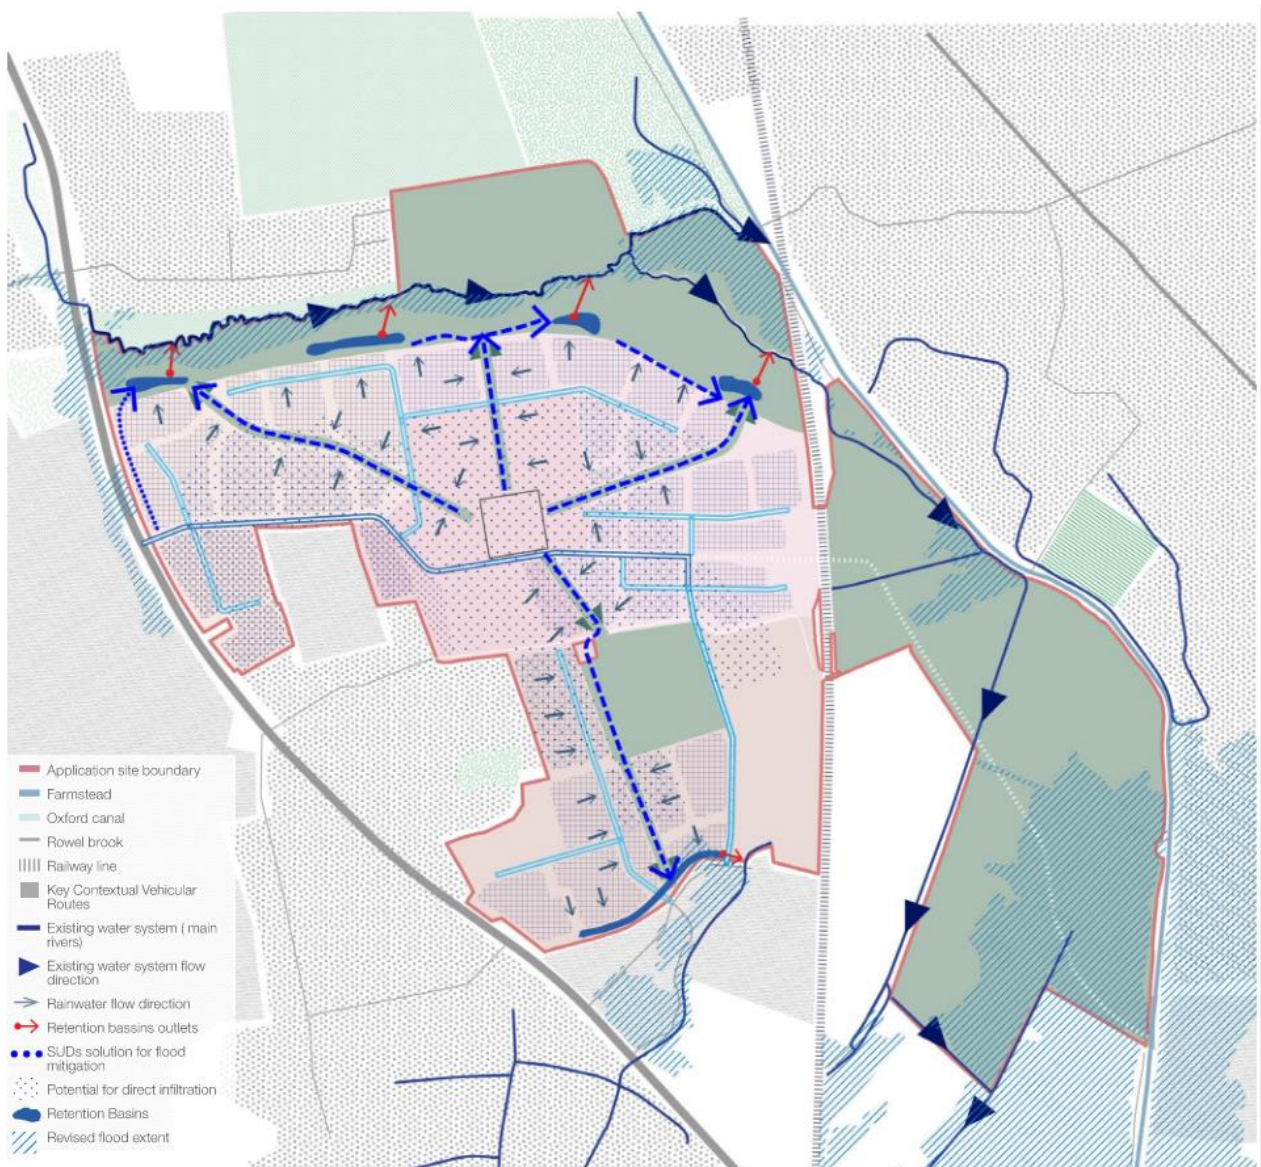 Application site boundary
Farmstead
Oxford canal
Rowel brook
Railway line
Key Contextual Vehicular
Routes
Existing water system ( main
rivers)
Existing water system flow
direction
Rainwater flow direction
Retention bassins outlets
SUDs solution for flood
mitigation
Potential for direct infiltration
Retention Basins
Revised flood extent